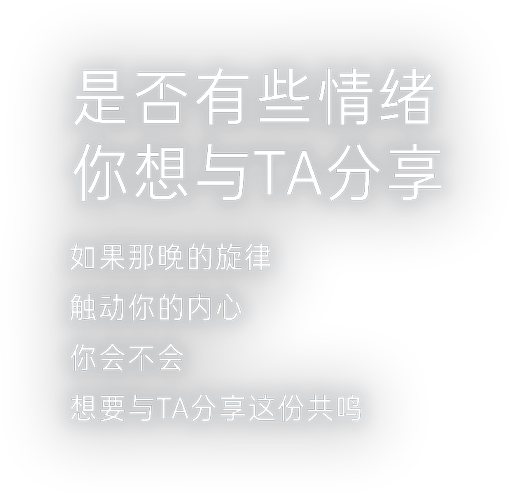 是否有些情绪
你想与TA分享
如果那晚的旋律
触动你的内心
你会不会
想要与TA分享这份共鸣